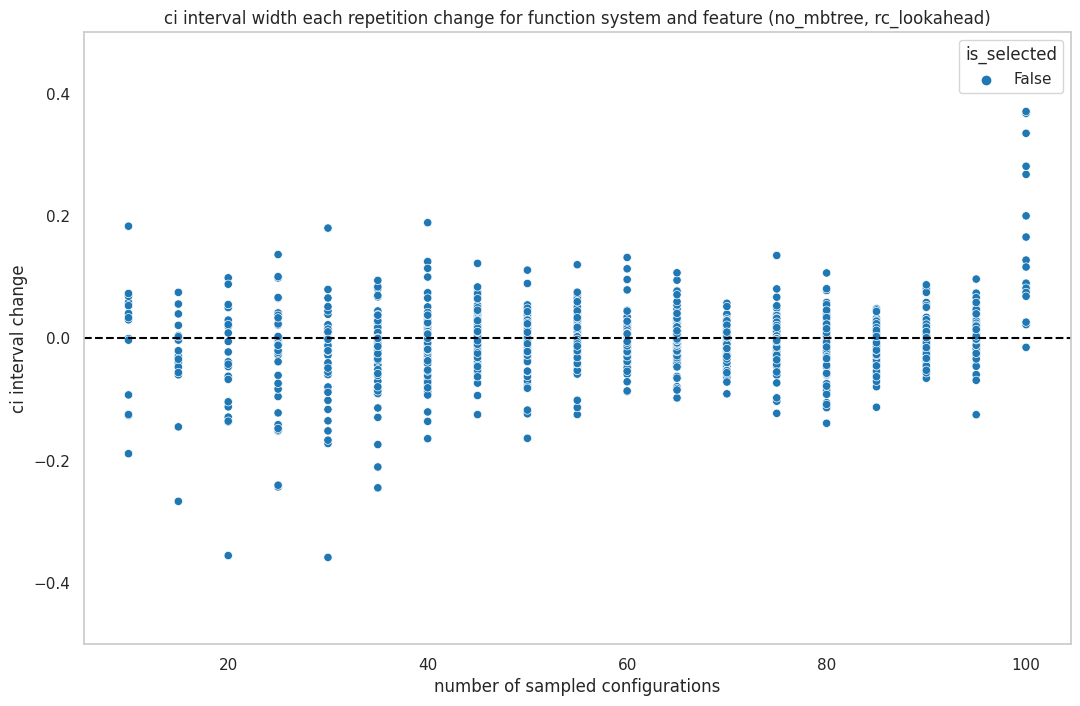 ci interval width each repetition change for function system and feature (no_mbtree, rc_lookahead)
is_selected
False
0.4
0.2
0.0
−0.2
−0.4
ci interval change
20 40 60 80 100
number of sampled configurations